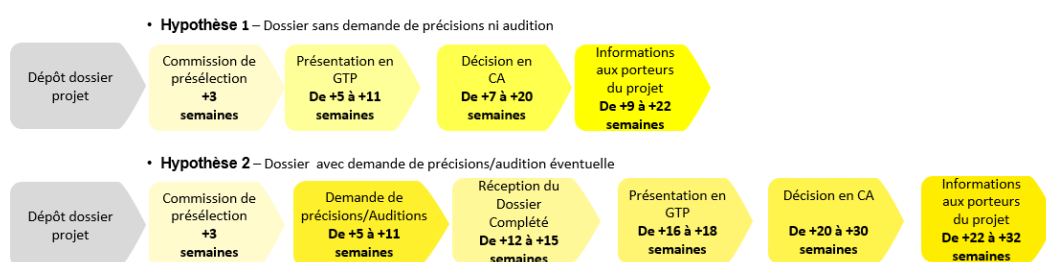 • Hypothèse 1 – Dossier sans demande de précisions ni audition
Dépôt dossier
projet
Commission de
présélection
+3
semaines
Présentation en
GTP
De +5 à +11
semaines
Décision en
CA
De +7 à +20
semaines
Informations
aux porteurs
du projet
De +9 à +22
semaines
• Hypothèse 2 – Dossier avec demande de précisions/audition éventuelle
Dépôt dossier
projet
Commission de
présélection
+3
semaines
Demande de
précisions/Auditions
De +5 à +11
semaines
Réception du
Dossier
Complété
De +12 à +15
semaines
Présentation en
GTP
De +16 à +18
semaines
Décision en CA
De +20 à +30
semaines
Informations
aux porteurs
du projet
De +22 à +32
semaines